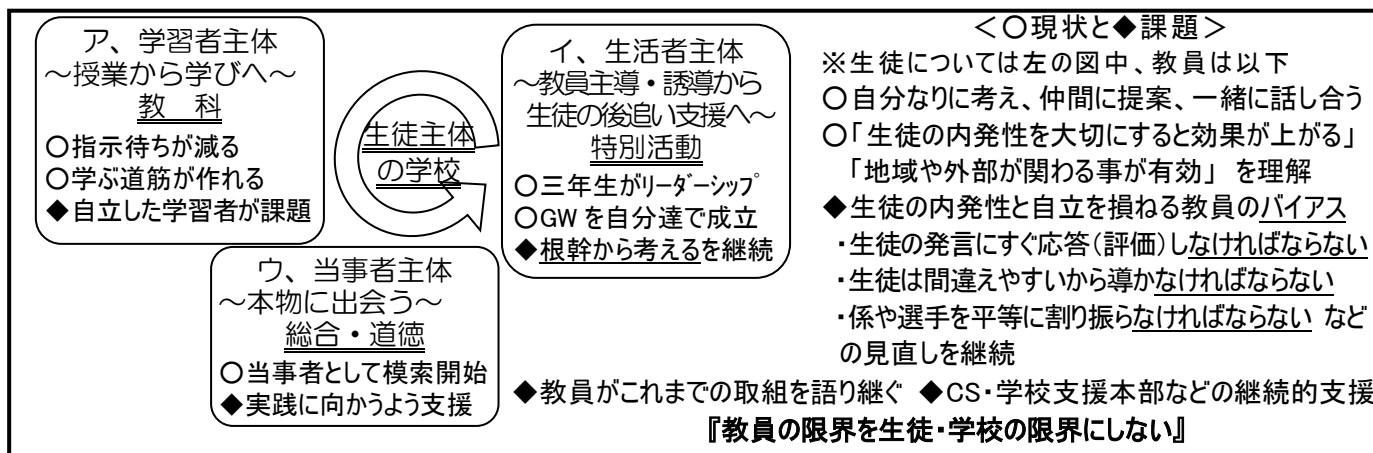 ア、学習者主体
～授業から学びへ～
教　科
〇指示待ちが減る
〇学ぶ道筋が作れる
◆自立した学習者が課題
生徒主体
の学校
イ、生活者主体
～教員主導・誘導から
生徒の後追い支援へ～
特別活動
〇三年生がリーダーシップ
〇GWを自分達で成立
◆根幹から考えるを継続
ウ、当事者主体
～本物に出会う～
総合・道徳
〇当事者として模索開始
◆実践に向かうよう支援
＜〇現状と◆課題＞
※生徒については左の図中、教員は以下
〇自分なりに考え、仲間に提案、一緒に話し合う
〇「生徒の内発性を大切にすると効果が上がる」
「地域や外部が関わる事が有効」 を理解
◆生徒の内発性と自立を損ねる教員のバイアス
・生徒の発言にすぐ応答（評価）しなければならない
・生徒は間違えやすいから導かなければならない
・係や選手を平等に割り振らなければならない など
の見直しを継続
◆教員がこれまでの取組を語り継ぐ ◆CS・学校支援本部などの継続的支援
『教員の限界を生徒・学校の限界にしない』